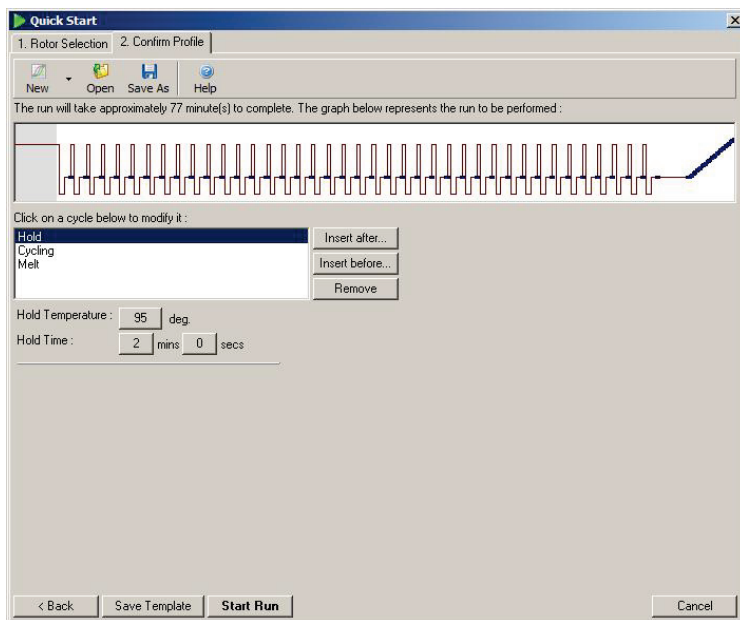 Quick Start
1. Rotor Selection 2. Confirm Profile
New Open Save As Help
The run will take approximately 77 minute(s) to complete. The graph below represents the run to be performed :
Click on a cycle below to modify it :
Hold
Cycling
Melt
Insert after...
Insert before...
Remove
Hold Temperature : 95 deg.
Hold Time : 2 mins 0 secs
< Back Save Template Start Run Cancel